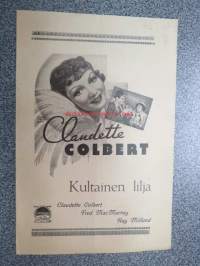 Claudette
COLBERT
Kultainen lilja
Claudette Colbert
Fred MacMurray
Ray Milland